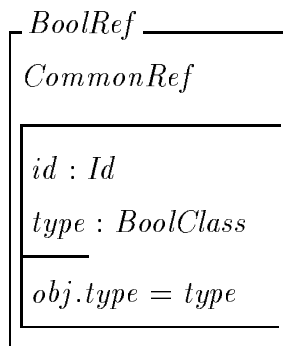 BoolRef
CommonRef
id : Id
type : BoolClass
obj.type = type